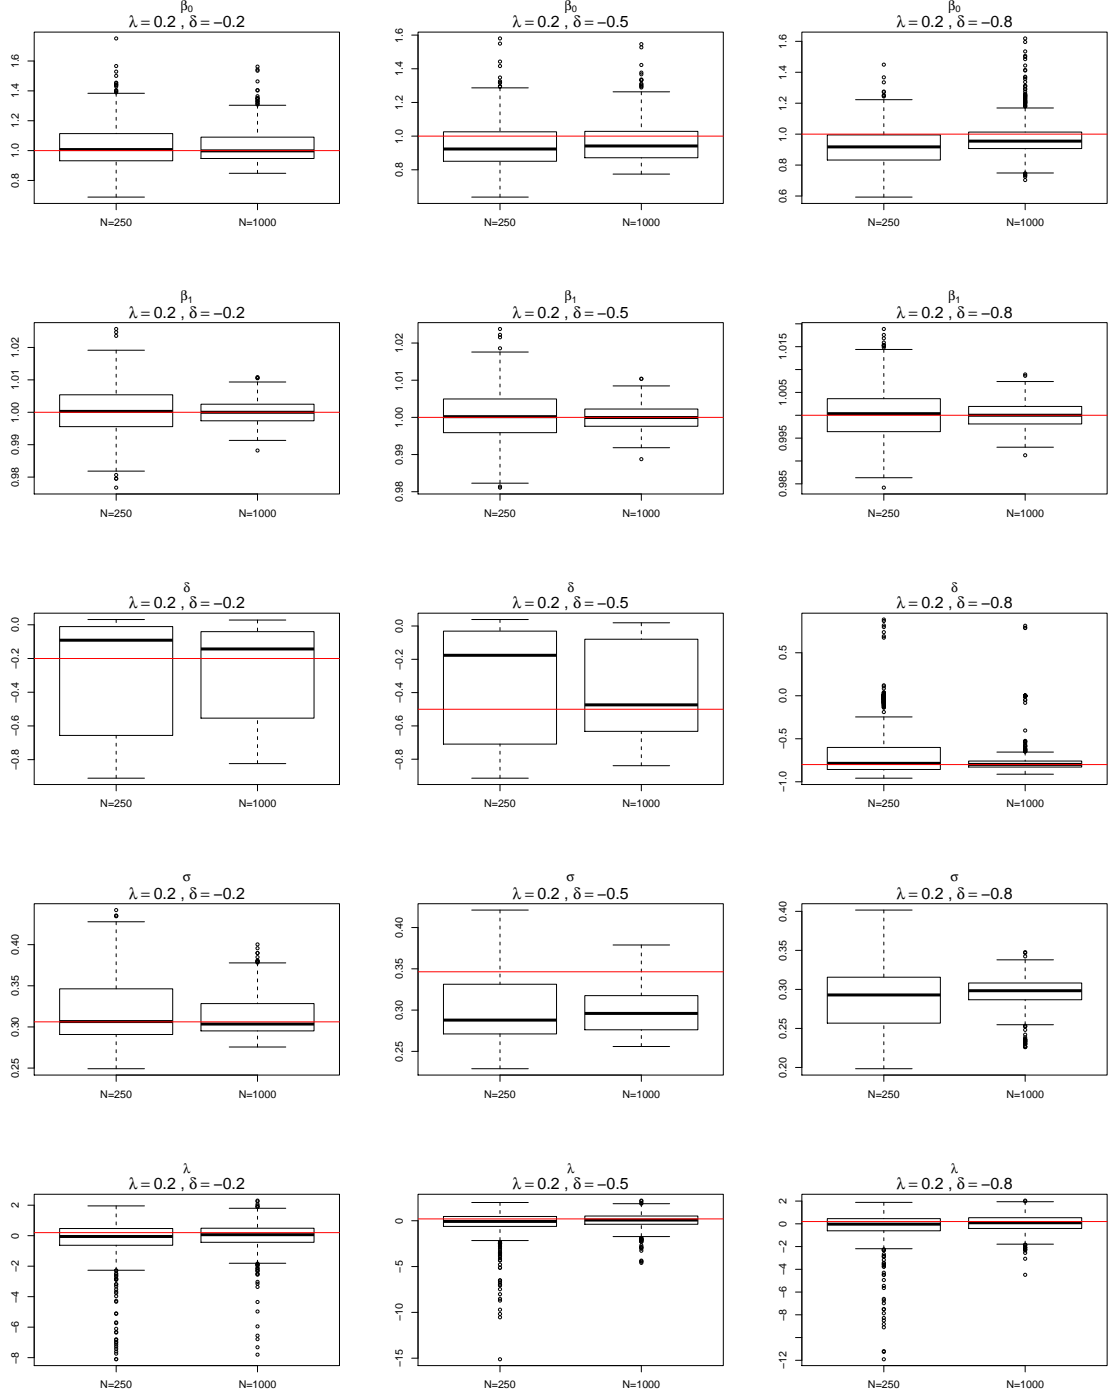 β0 β0 β0
λ = 0.2 , δ = −0.2 λ = 0.2 , δ = −0.5 λ = 0.2 , δ = −0.8
0.8 1.0 1.2 1.4 1.6
0.8 1.0 1.2 1.4 1.6
0.6 0.8 1.0 1.2 1.4 1.6
N=250 N=1000 N=250 N=1000 N=250 N=1000
β1 β1 β1
λ = 0.2 , δ = −0.2 λ = 0.2 , δ = −0.5 λ = 0.2 , δ = −0.8
0.98 0.99 1.00 1.01 1.02
0.98 0.99 1.00 1.01 1.02
0.985 0.995 1.005 1.015
N=250 N=1000 N=250 N=1000 N=250 N=1000
δ δ δ
λ = 0.2 , δ = −0.2 λ = 0.2 , δ = −0.5 λ = 0.2 , δ = −0.8
−0.8 −0.6 −0.4 −0.2 0.0
−0.8 −0.6 −0.4 −0.2 0.0
−1.0 −0.5 0.0 0.5
N=250 N=1000 N=250 N=1000 N=250 N=1000
σ σ σ
λ = 0.2 , δ = −0.2 λ = 0.2 , δ = −0.5 λ = 0.2 , δ = −0.8
0.25 0.30 0.35 0.40
0.25 0.30 0.35 0.40
0.20 0.25 0.30 0.35 0.40
N=250 N=1000 N=250 N=1000 N=250 N=1000
λ λ λ
λ = 0.2 , δ = −0.2 λ = 0.2 , δ = −0.5 λ = 0.2 , δ = −0.8
−8 −6 −4 −2 0 2
−15 −10 −5 0
−12 −8 −6 −4 −2 0 2
N=250 N=1000 N=250 N=1000 N=250 N=1000